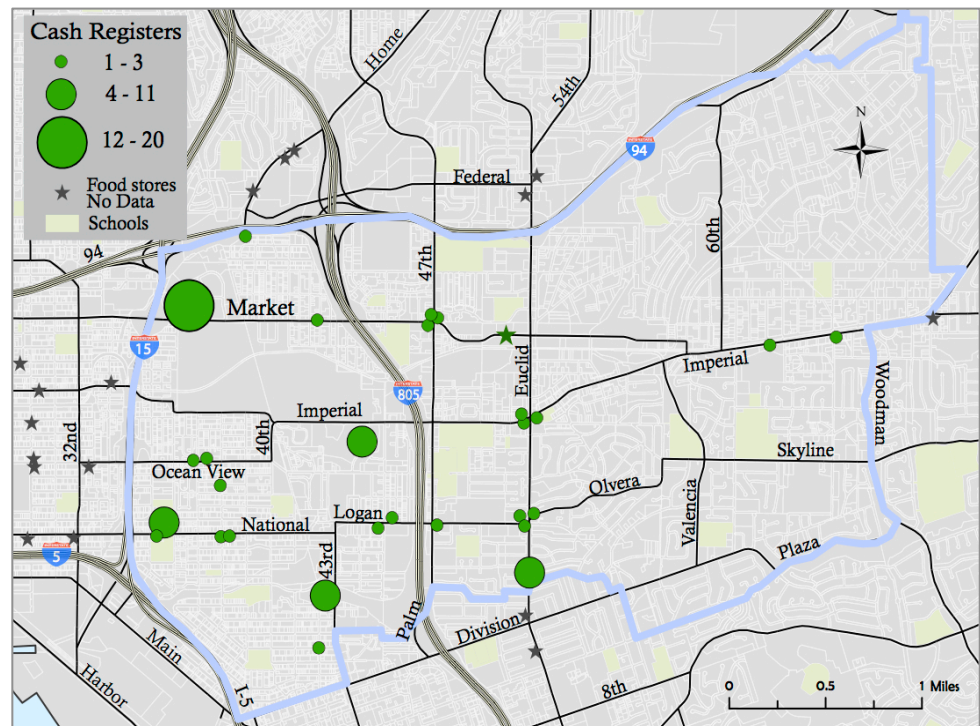 Cash Registers
1 - 3
4 - 11
12 - 20
Food stores
No Data
Schools
Home
54th
N
94
Federal
94
47th
60th
Market
15
Euclid
Imperial
805
Woodman
Imperial
32nd
40th
Skyline
Ocean View
Olvera
Logan
National
Valencia
5
43rd
Plaza
Palm
Division
Main
8th
Harbor
I-5
0 0.5 1 Miles